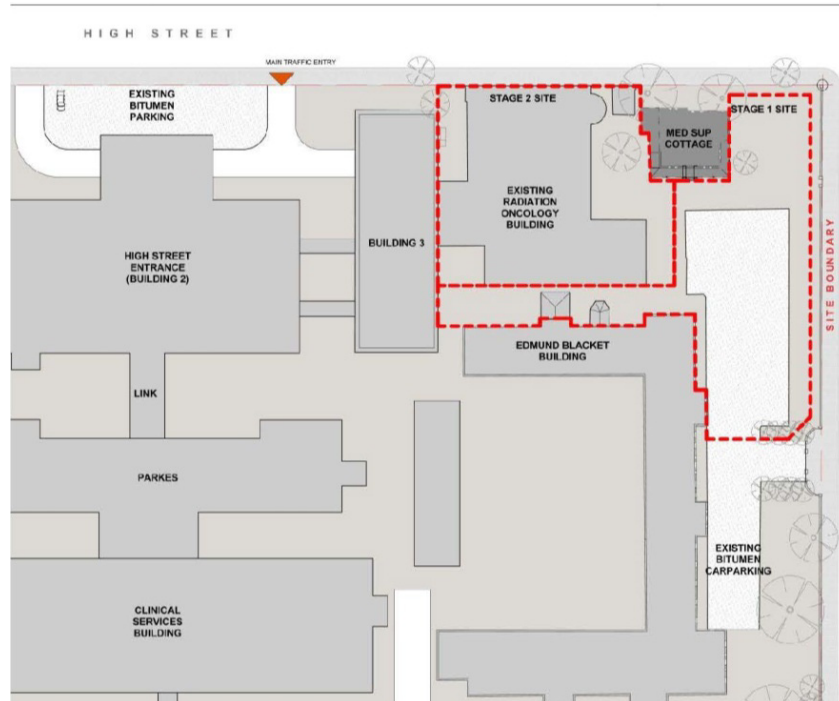 HIGH STREET
MAIN TRAFFIC ENTRY
EXISTING
BITUMEN
PARKING
STAGE 2 SITE
STAGE 1 SITE
MED SUP
COTTAGE
EXISTING
RADIATION
ONCOLOGY
BUILDING
BUILDING 3
HIGH STREET
ENTRANCE
(BUILDING 2)
SITE BOUNDARY
EDMUND BLACKET
BUILDING
LINK
PARKES
EXISTING
BITUMEN
CARPARKING
CLINICAL
SERVICES
BUILDING